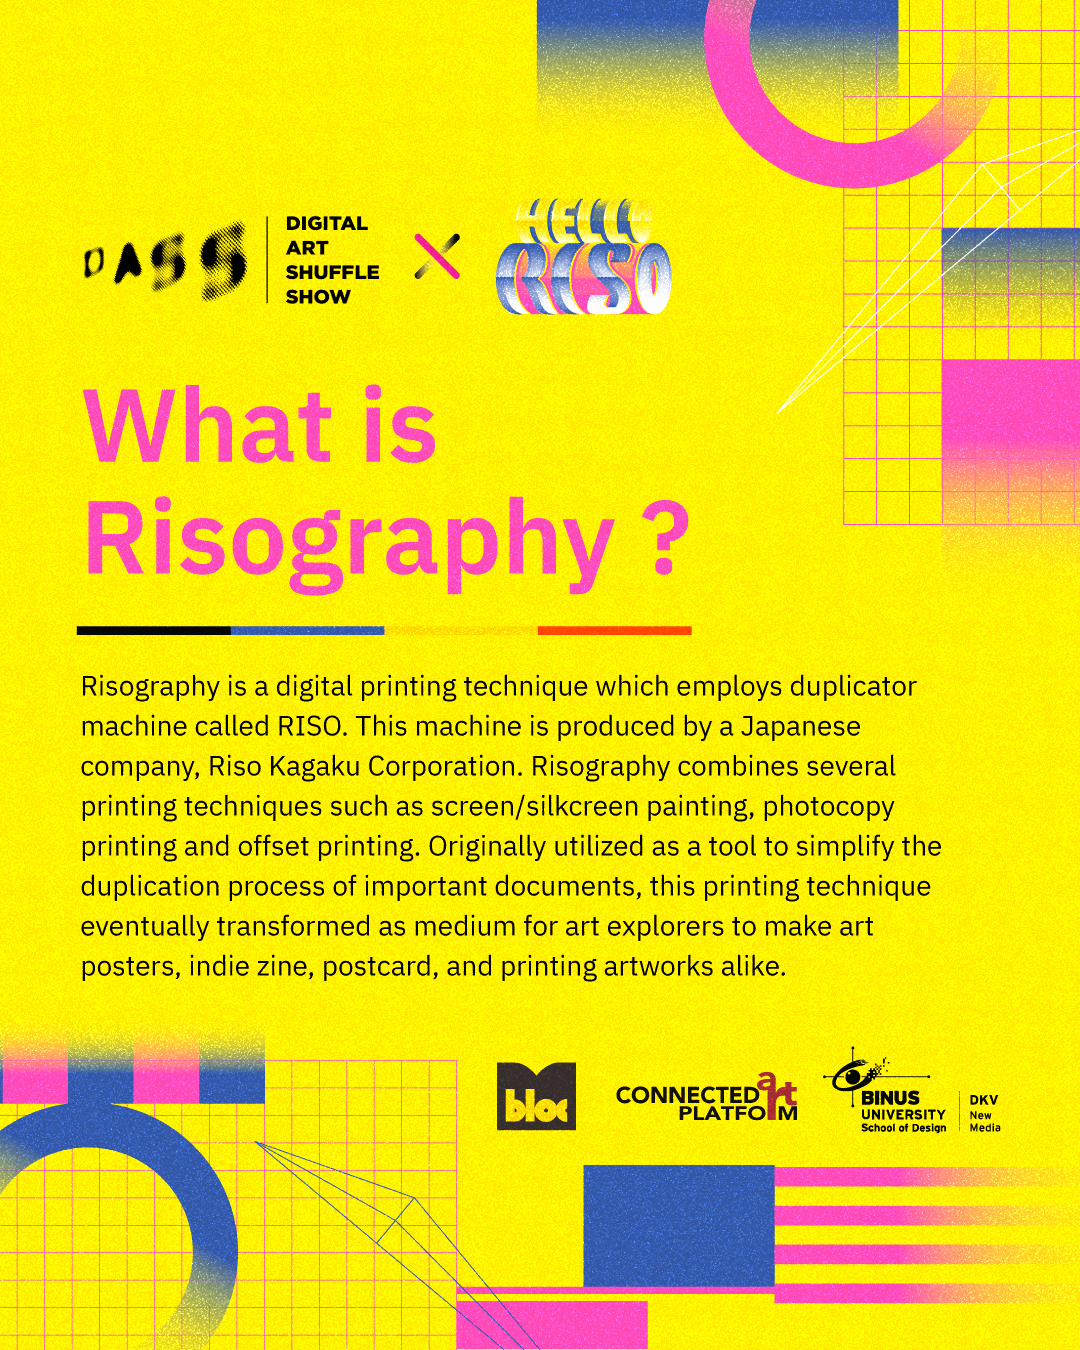 DASS
DIGITAL
ART
SHUFFLE
SHOW
HELLO
RISO
What is
Risography ?
Risography is a digital printing technique which employs duplicator
machine called RISO. This machine is produced by a Japanese
company, Riso Kagaku Corporation. Risography combines several
printing techniques such as screen/silkcreen painting, photocopy
printing and offset printing. Originally utilized as a tool to simplify the
duplication process of important documents, this printing technique
eventually transformed as medium for art explorers to make art
posters, indie zine, postcard, and printing artworks alike.
bloc
CONNECTED art
PLATFORM
BINUS
UNIVERSITY
School of Design
DKV
New
Media